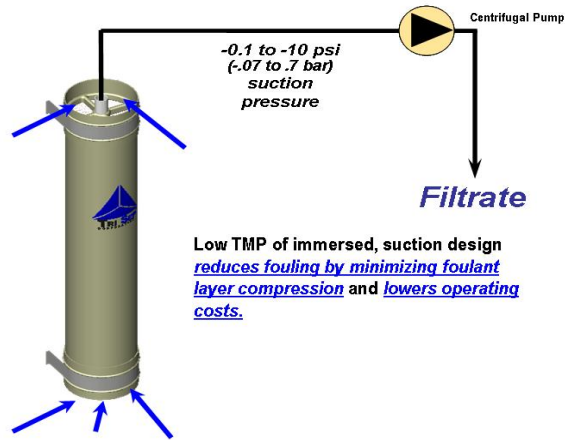 Centrifugal Pump
-0.1 to -10 psi
(-.07 to .7 bar)
suction
pressure
Filtrate
Low TMP of immersed, suction design
reduces fouling by minimizing foulant
layer compression and lowers operating
costs.